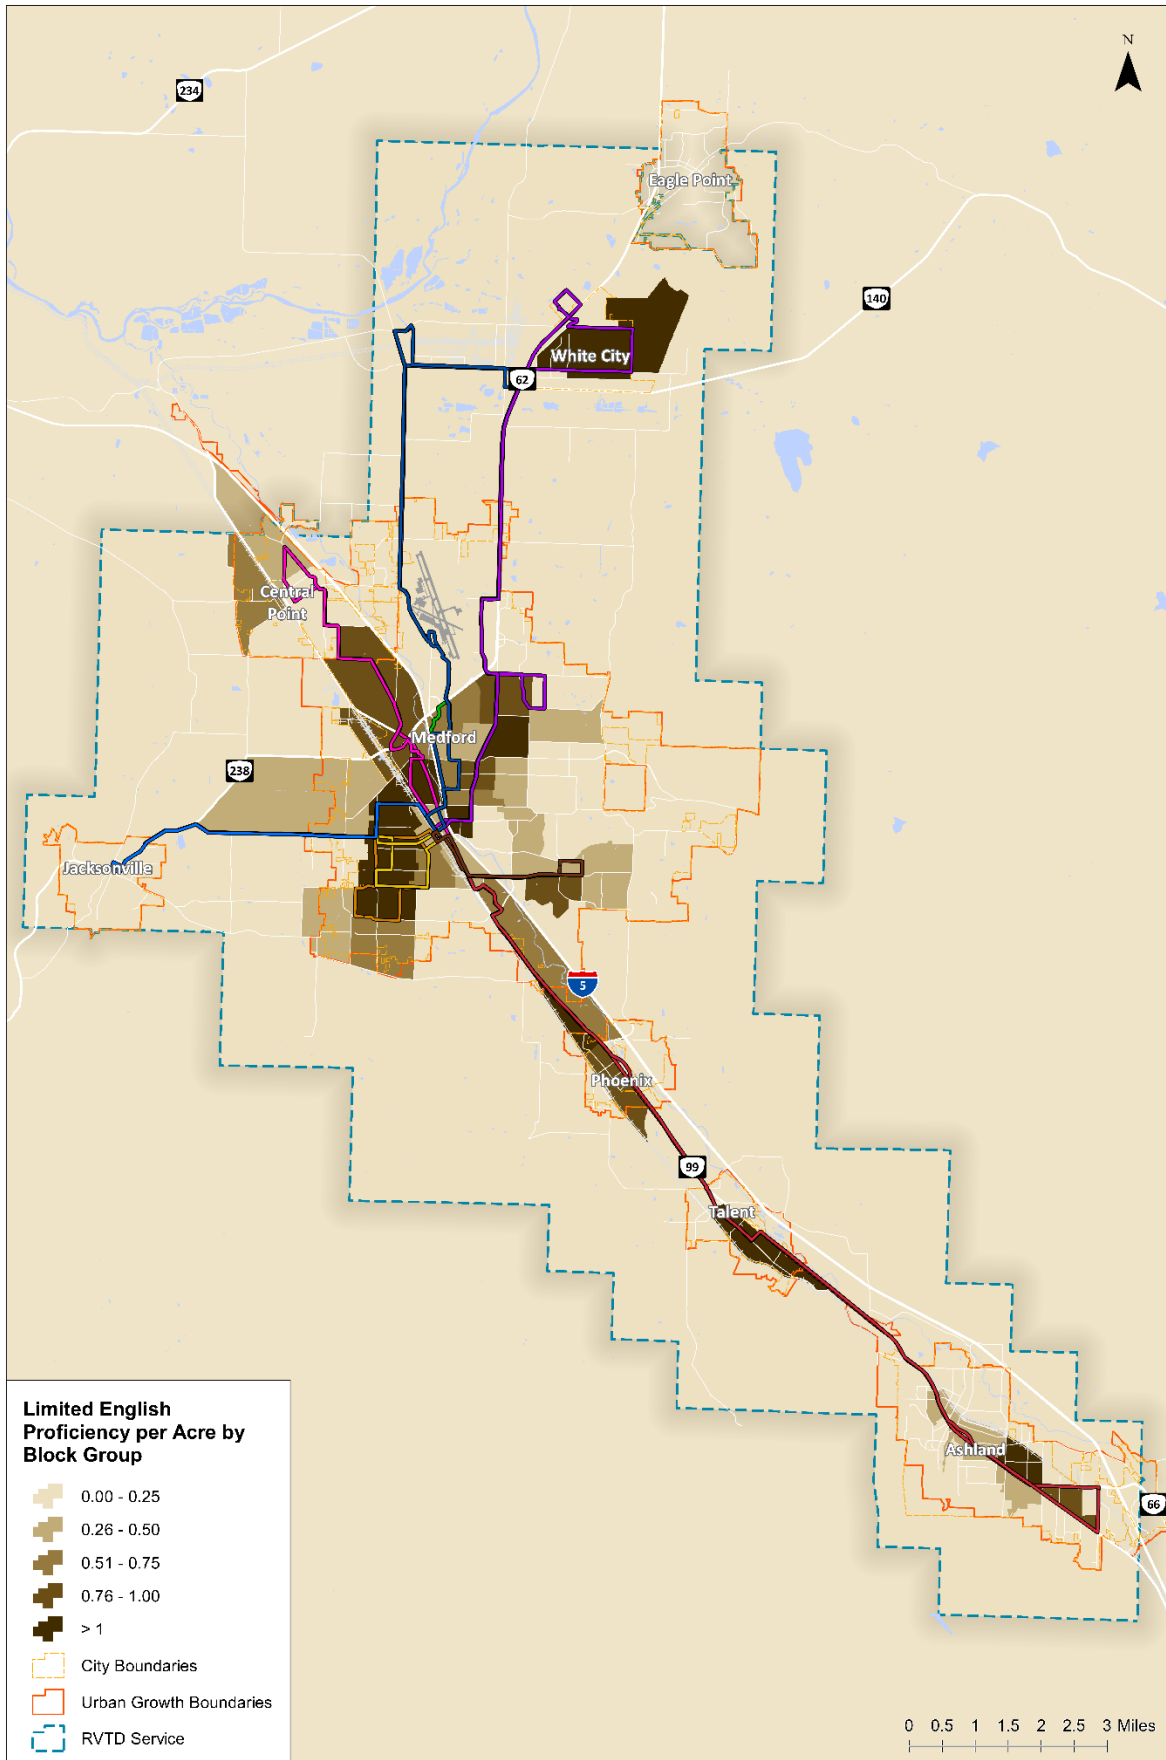 N
234
Eagle Point
140
White City
62
Central
Point
Medford
238
Jacksonville
5
Phoenix
99
Talent
Ashland
66
Limited English
Proficiency per Acre by
Block Group
0.00 - 0.25
0.26 - 0.50
0.51 - 0.75
0.76 - 1.00
> 1
City Boundaries
Urban Growth Boundaries
RVTD Service
0 0.5 1 1.5 2 2.5 3 Miles